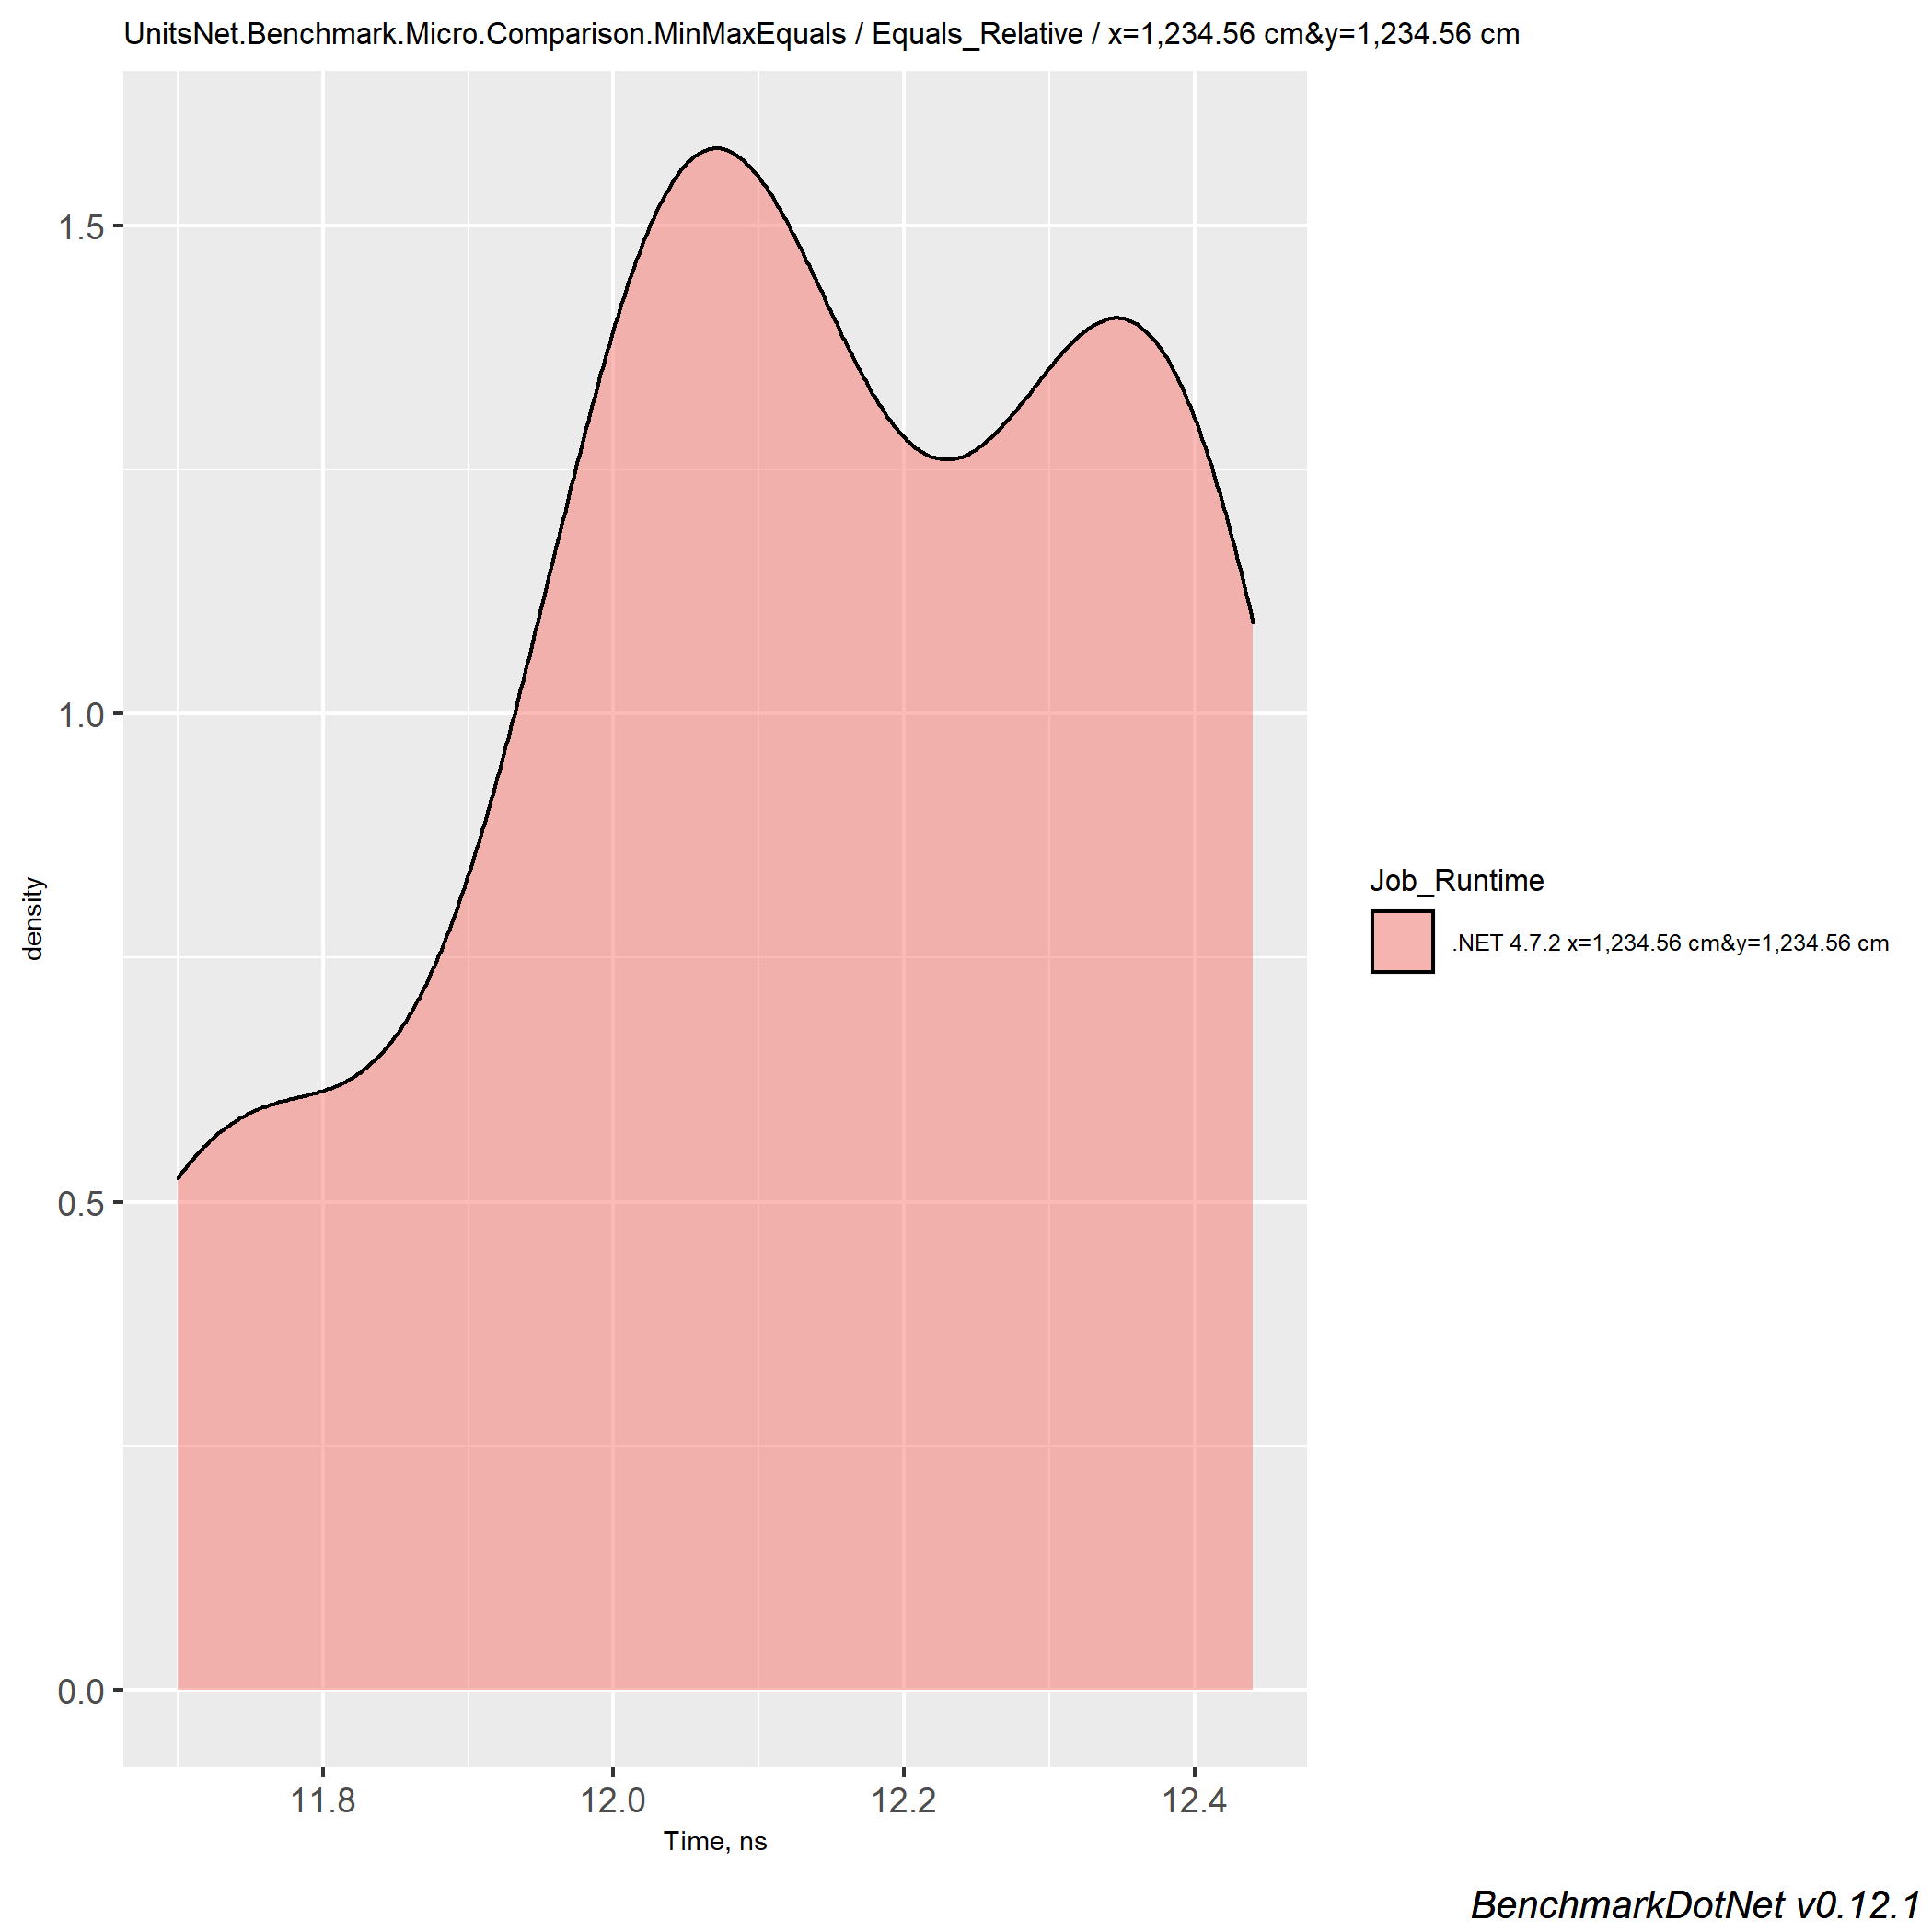 UnitsNet.Benchmark.Micro.Comparison.MinMaxEquals / Equals_Relative / x=1,234.56 cm&y=1,234.56 cm
1.5
1.0
0.5
0.0
density
11.8 12.0 12.2 12.4
Time, ns
Job_Runtime
.NET 4.7.2 x=1,234.56 cm&y=1,234.56 cm
BenchmarkDotNet v0.12.1